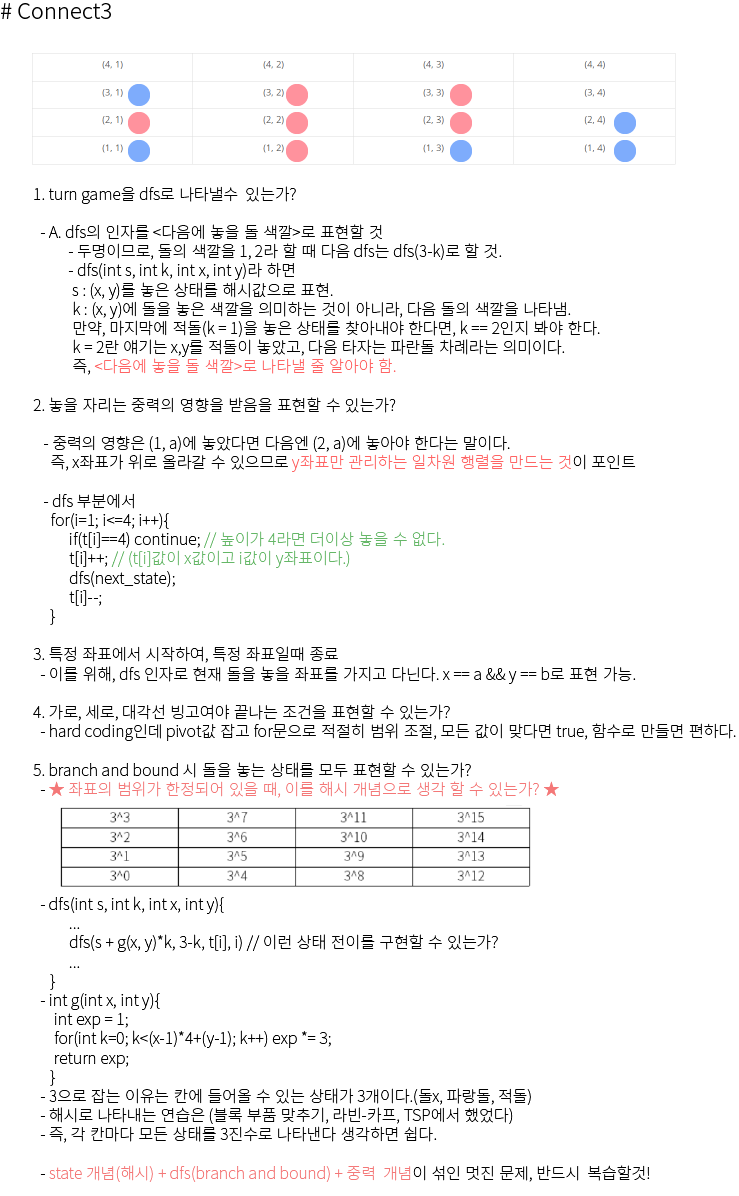 # Connect3
(4, 1) (4, 2) (4, 3) (4, 4)
(3, 1) (3, 2) (3, 3) (3, 4)
(2, 1) (2, 2) (2, 3) (2, 4)
(1, 1) (1, 2) (1, 3) (1, 4)
1. turn game을 dfs로 나타낼수 있는가?
- A. dfs의 인자를 <다음에 놓을 돌 색깔>로 표현할 것
- 두명이므로, 돌의 색깔을 1, 2라 할 때 다음 dfs는 dfs(3-k)로 할 것.
- dfs(int s, int k, int x, int y)라 하면
s : (x, y)를 놓은 상태를 해시값으로 표현.
k : (x, y)에 돌을 놓은 색깔을 의미하는 것이 아니라, 다음 돌의 색깔을 나타냄.
만약, 마지막에 적돌(k = 1)을 놓은 상태를 찾아내야 한다면, k == 2인지 봐야 한다.
k = 2란 얘기는 x,y를 적돌이 놓았고, 다음 타자는 파란돌 차례라는 의미이다.
즉, <다음에 놓을 돌 색깔>로 나타낼 줄 알아야 함.
2. 놓을 자리는 중력의 영향을 받음을 표현할 수 있는가?
- 중력의 영향은 (1, a)에 놓았다면 다음엔 (2, a)에 놓아야 한다는 말이다.
즉, x좌표가 위로 올라갈 수 있으므로 y좌표만 관리하는 일차원 행렬을 만드는 것이 포인트
- dfs 부분에서
for(i=1; i<=4; i++){
if(t[i]==4) continue; // 높이가 4라면 더이상 놓을 수 없다.
t[i]++; // (t[i]값이 x값이고 i값이 y좌표이다.)
dfs(next_state);
t[i]--;
}
3. 특정 좌표에서 시작하여, 특정 좌표일때 종료
- 이를 위해, dfs 인자로 현재 돌을 놓을 좌표를 가지고 다닌다. x == a && y == b로 표현 가능.
4. 가로, 세로, 대각선 빙고여야 끝나는 조건을 표현할 수 있는가?
- hard coding인데 pivot값 잡고 for문으로 적절히 범위 조절, 모든 값이 맞다면 true, 함수로 만들면 편하다.
5. branch and bound 시 돌을 놓는 상태를 모두 표현할 수 있는가?
- ★ 좌표의 범위가 한정되어 있을 때, 이를 해시 개념으로 생각 할 수 있는가? ★
3^3 3^7 3^11 3^15
3^2 3^6 3^10 3^14
3^1 3^5 3^9 3^13
3^0 3^4 3^8 3^12
- dfs(int s, int k, int x, int y){
...
dfs(s + g(x, y)*k, 3-k, t[i], i) // 이런 상태 전이를 구현할 수 있는가?
...
}
- int g(int x, int y){
int exp = 1;
for(int k=0; k<(x-1)*4+(y-1); k++) exp *= 3;
return exp;
}
- 3으로 잡는 이유는 칸에 들어올 수 있는 상태가 3개이다.(돌x, 파랑돌, 적돌)
- 해시로 나타내는 연습은 (블록 부품 맞추기, 라빈-카프, TSP에서 했었다)
- 즉, 각 칸마다 모든 상태를 3진수로 나타낸다 생각하면 쉽다.
- state 개념(해시) + dfs(branch and bound) + 중력 개념이 섞인 멋진 문제, 반드시 복습할것!